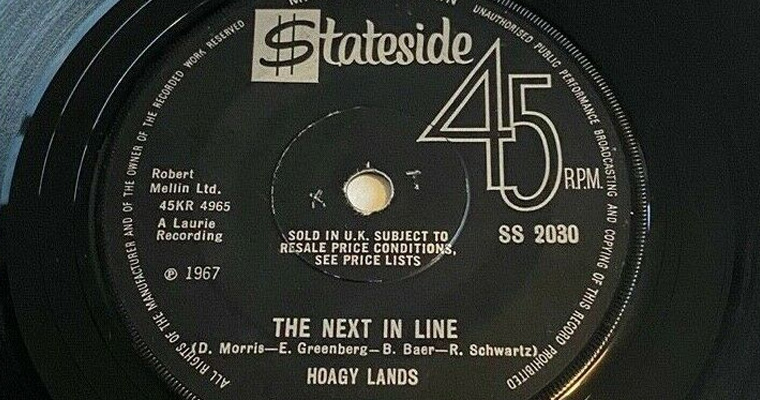 $tateside
45
R.P.M.
Robert
Mellin Ltd.
45KR 4965
A Laurie
Recording
℗ 1967
K T
SOLD IN U.K. SUBJECT TO
RESALE PRICE CONDITIONS,
SEE PRICE LISTS
SS 2030
THE NEXT IN LINE
(D. Morris—E. Greenberg—B. Baer—R. Schwartz)
HOAGY LANDS
ALL RIGHTS OF THE MANUFACTURER AND OF THE OWNER OF THE RECORDED WORK RESERVED
UNAUTHORISED PUBLIC PERFORMANCE BROADCASTING AND COPYING OF THIS RECORD PROHIBITED